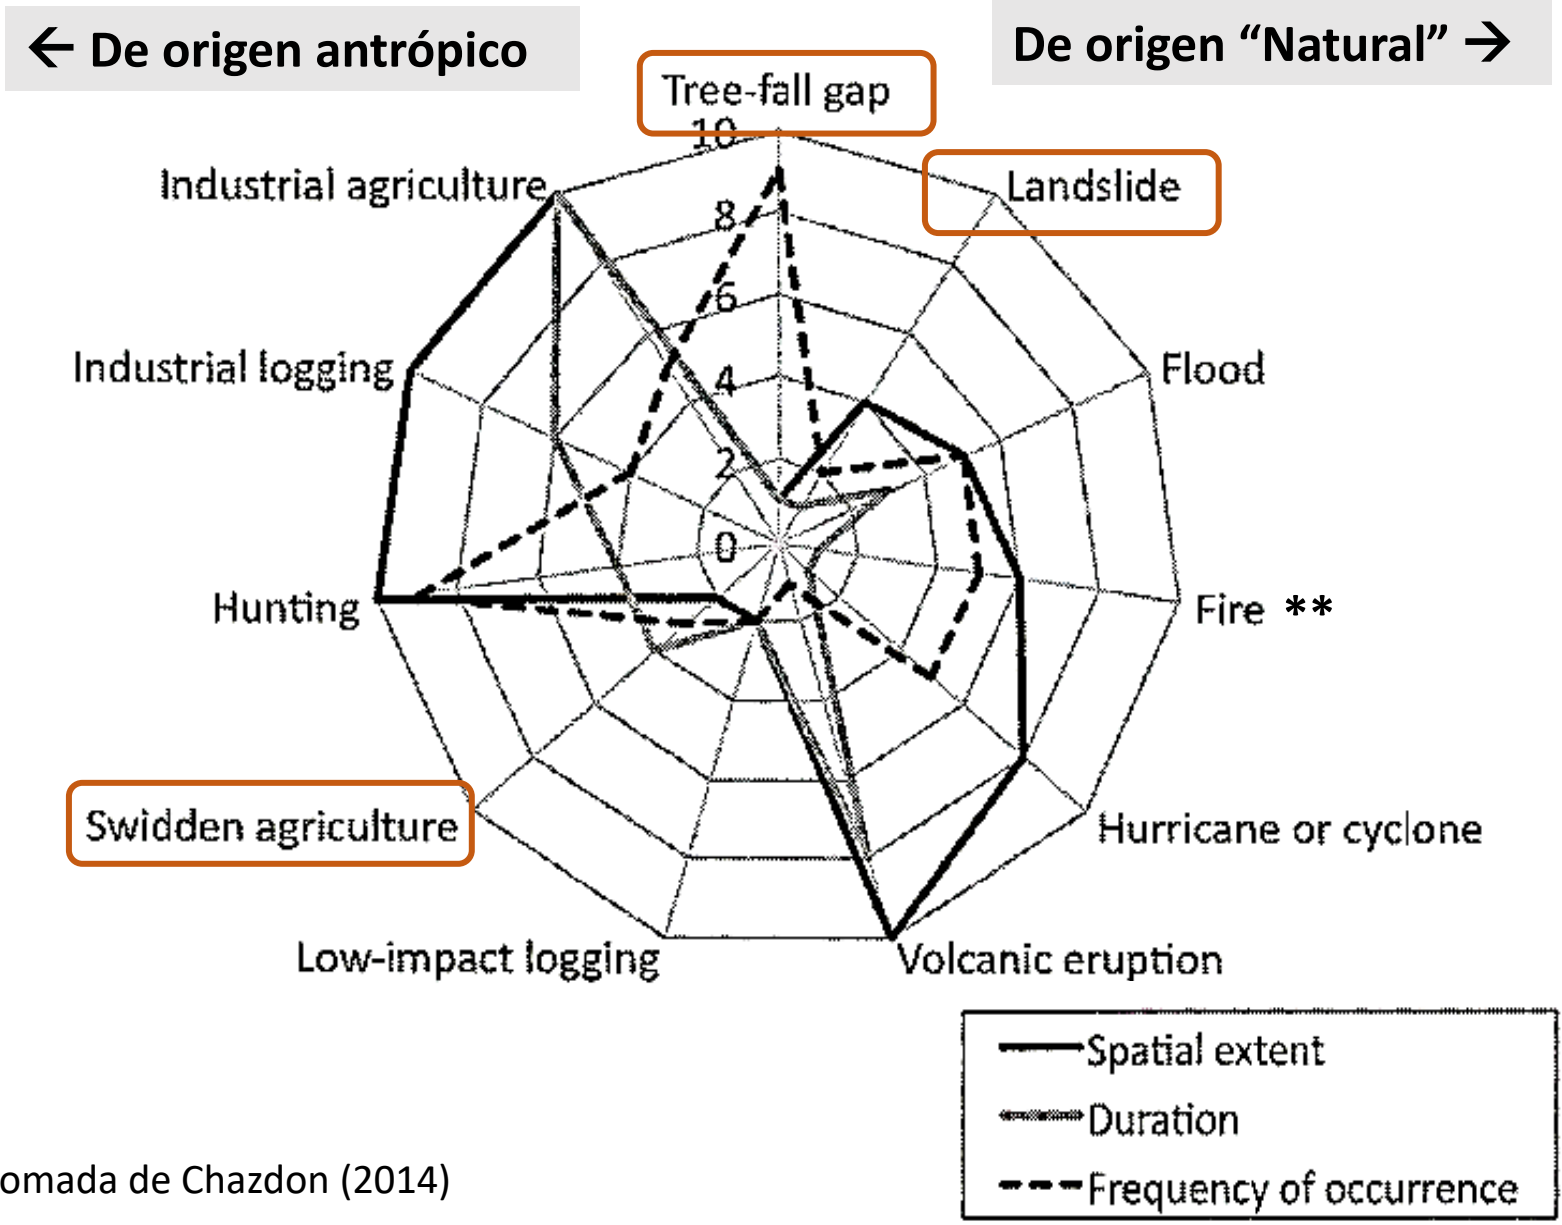 ← De origen antrópico
De origen “Natural” →
Tree-fall gap
10
Landslide
Industrial agriculture
8
6
Industrial logging
Flood
4
2
0
Hunting
Fire **
Swidden agriculture
Hurricane or cyclone
Low-impact logging
Volcanic eruption
Spatial extent
Duration
Frequency of occurrence
omada de Chazdon (2014)